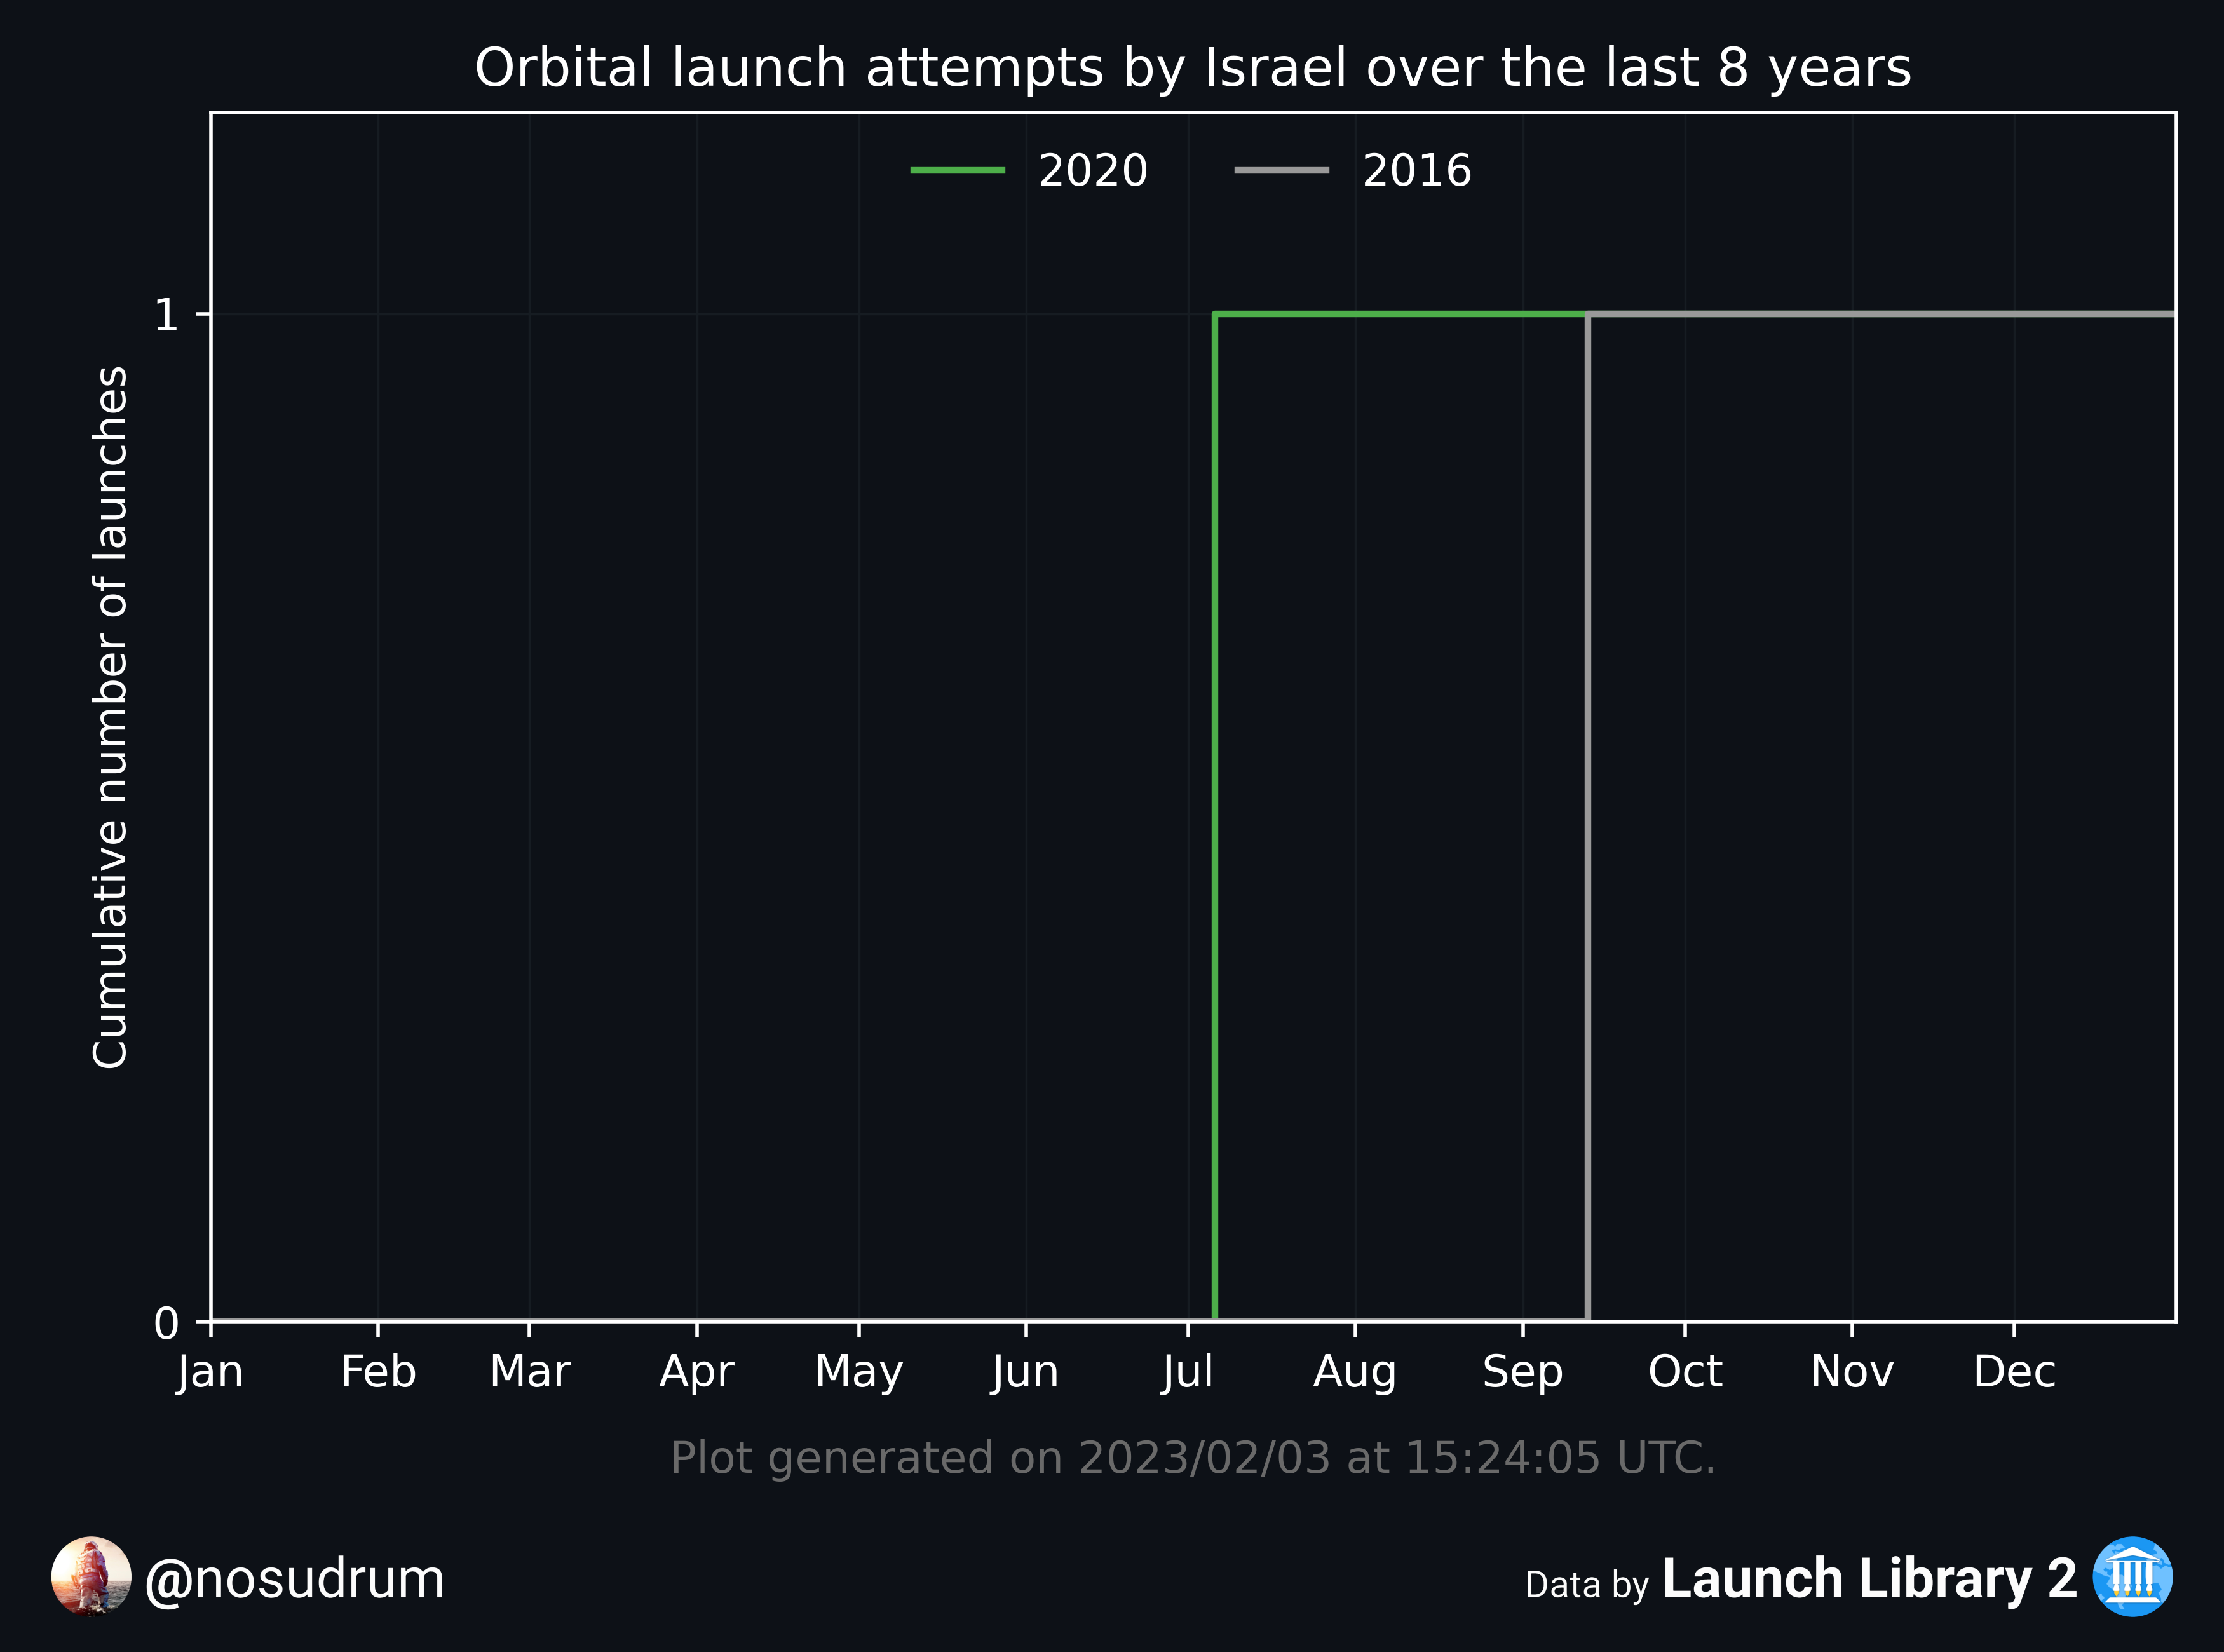 Orbital launch attempts by Israel over the last 8 years
2020 2016
1
Cumulative number of launches
0
Jan Feb Mar Apr May Jun Jul Aug Sep Oct Nov Dec
Plot generated on 2023/02/03 at 15:24:05 UTC.
@nosudrum
Data by Launch Library 2